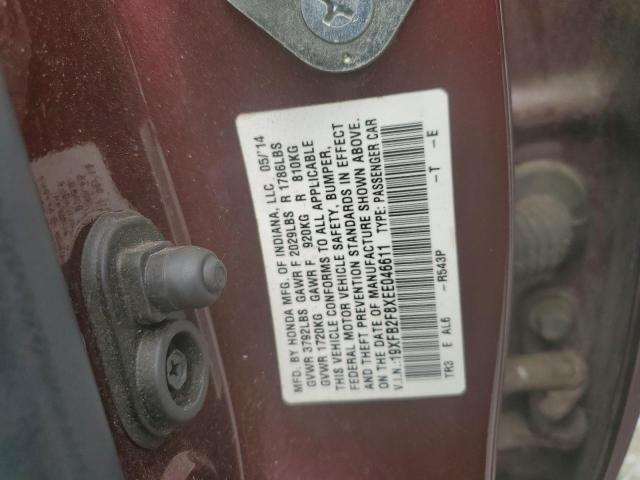 MFD. BY HONDA MFG. OF INDIANA, LLC 05/'14
GVWR 3792LBS GAWR F 2029LBS R 1786LBS
GVWR 1720KG GAWR F 920KG R 810KG
THIS VEHICLE CONFORMS TO ALL APPLICABLE
FEDERAL MOTOR VEHICLE SAFETY, BUMPER,
AND THEFT PREVENTION STANDARDS IN EFFECT
ON THE DATE OF MANUFACTURE SHOWN ABOVE.
V.I.N.:19XFB2F8XEE046611 TYPE: PASSENGER CAR
TR3 E AL6 -R543P -T -E